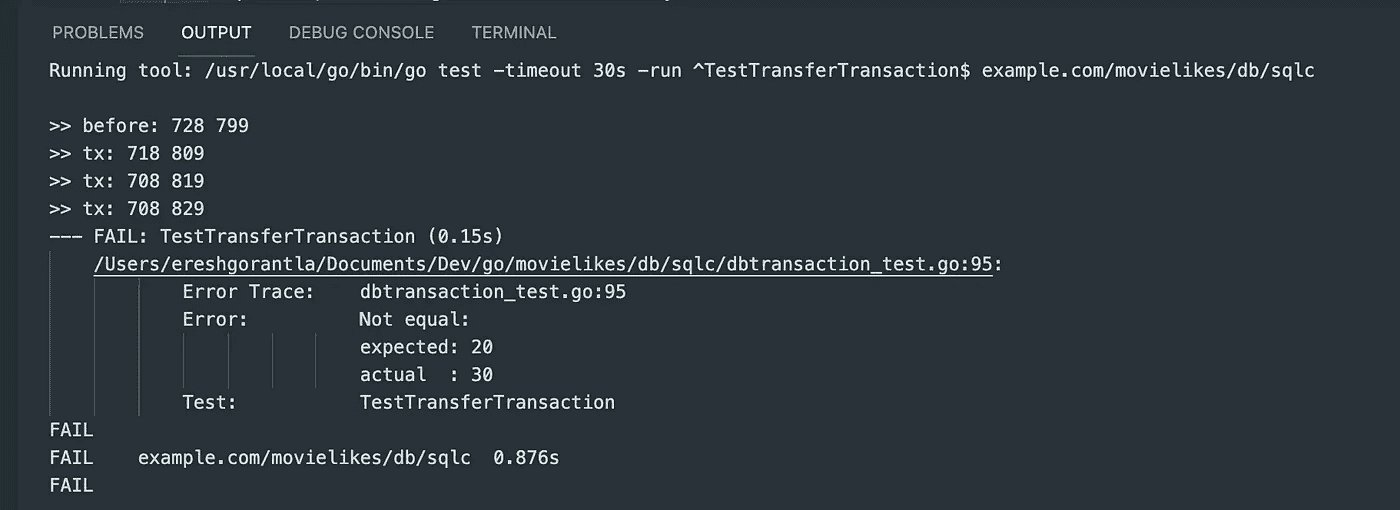 PROBLEMS OUTPUT DEBUG CONSOLE TERMINAL
Running tool: /usr/local/go/bin/go test -timeout 30s -run ^TestTransferTransaction$ example.com/movielikes/db/sqlc
>> before: 728 799
>> tx: 718 809
>> tx: 708 819
>> tx: 708 829
--- FAIL: TestTransferTransaction (0.15s)
/Users/ereshgorantla/Documents/Dev/go/movielikes/db/sqlc/dbtransaction_test.go:95:
Error Trace: dbtransaction_test.go:95
Error: Not equal:
expected: 20
actual : 30
Test: TestTransferTransaction
FAIL
FAIL example.com/movielikes/db/sqlc 0.876s
FAIL